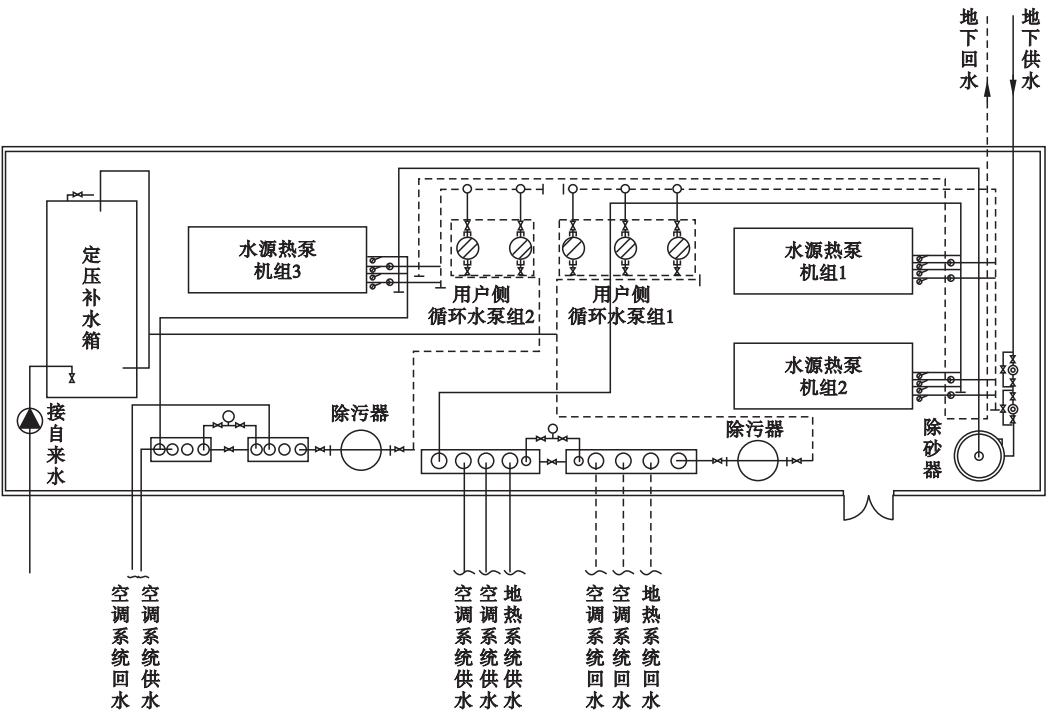 地下回水
地下供水
定压补水箱
水源热泵
机组3
用户侧
循环水泵组2
用户侧
循环水泵组1
水源热泵
机组1
水源热泵
机组2
接自来水
除污器
除污器
除砂器
空调系统回水
空调系统供水
空调系统供水
空调系统供水
地热系统供水
空调系统回水
空调系统回水
地热系统回水